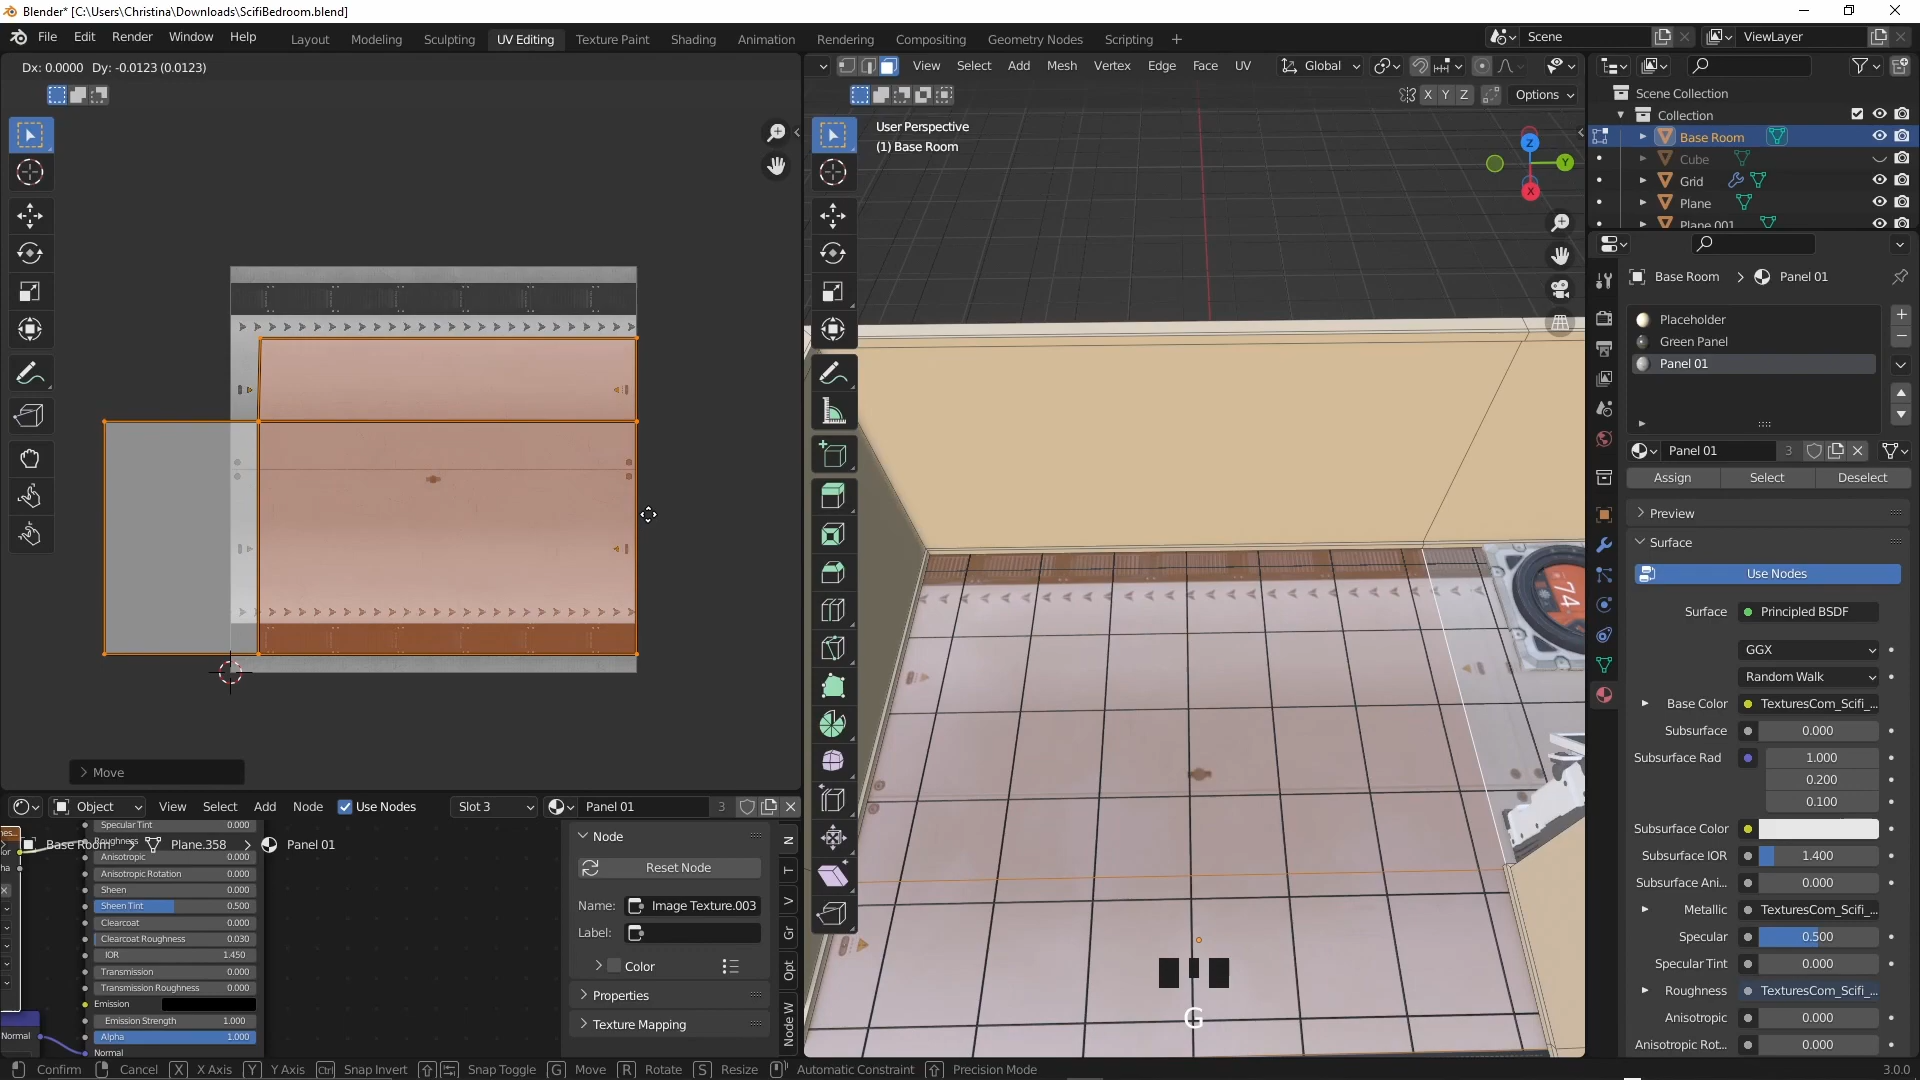 Blender* [C:\Users\Christina\Downloads\ScifiBedroom.blend]
File Edit Render Window Help
Layout Modeling Sculpting UV Editing Texture Paint Shading Animation Rendering Compositing Geometry Nodes Scripting +
Scene
ViewLayer
Dx: 0.0000 Dy: -0.0123 (0.0123)
View Select Add Mesh Vertex Edge Face UV
Global
X Y Z
Options
User Perspective
(1) Base Room
Z
Y
X
74
G
Move
Scene Collection
Collection
Base Room
Cube
Grid
Plane
Plane.001
Base Room > Panel 01
Placeholder
Green Panel
Panel 01
Panel 01 3
Assign Select Deselect
Preview
Surface
Use Nodes
Surface Principled BSDF
GGX
Random Walk
Base Color TexturesCom_Scifi_...
Subsurface 0.000
Subsurface Rad 1.000
0.200
0.100
Subsurface Color
Subsurface IOR 1.400
Subsurface Ani... 0.000
Metallic TexturesCom_Scifi_...
Specular 0.500
Specular Tint 0.000
Roughness TexturesCom_Scifi_...
Anisotropic 0.000
Anisotropic Rot... 0.000
Object View Select Add Node Use Nodes Slot 3 Panel 01 3
Base Room > Plane.358 > Panel 01
Specular Tint 0.000
Roughness
Anisotropic 0.000
Anisotropic Rotation 0.000
Sheen 0.000
Sheen Tint 0.500
Clearcoat 0.000
Clearcoat Roughness 0.030
IOR 1.450
Transmission 0.000
Transmission Roughness 0.000
Emission
Emission Strength 1.000
Alpha 1.000
Normal
Normal
Node
Reset Node
Name: Image Texture.003
Label:
Color
Properties
Texture Mapping
N
T
V
Gr
Opt
Node W
Confirm Cancel X X Axis Y Y Axis Ctrl Snap Invert Snap Toggle G Move R Rotate S Resize Automatic Constraint Precision Mode
3.0.0